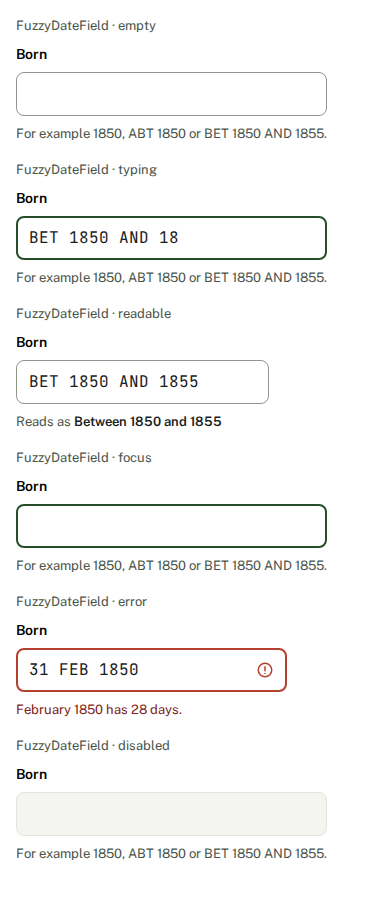 FuzzyDateField · empty
Born
For example 1850, ABT 1850 or BET 1850 AND 1855.
FuzzyDateField · typing
Born
BET 1850 AND 18
For example 1850, ABT 1850 or BET 1850 AND 1855.
FuzzyDateField · readable
Born
BET 1850 AND 1855
Reads as Between 1850 and 1855
FuzzyDateField · focus
Born
For example 1850, ABT 1850 or BET 1850 AND 1855.
FuzzyDateField · error
Born
31 FEB 1850
February 1850 has 28 days.
FuzzyDateField · disabled
Born
For example 1850, ABT 1850 or BET 1850 AND 1855.